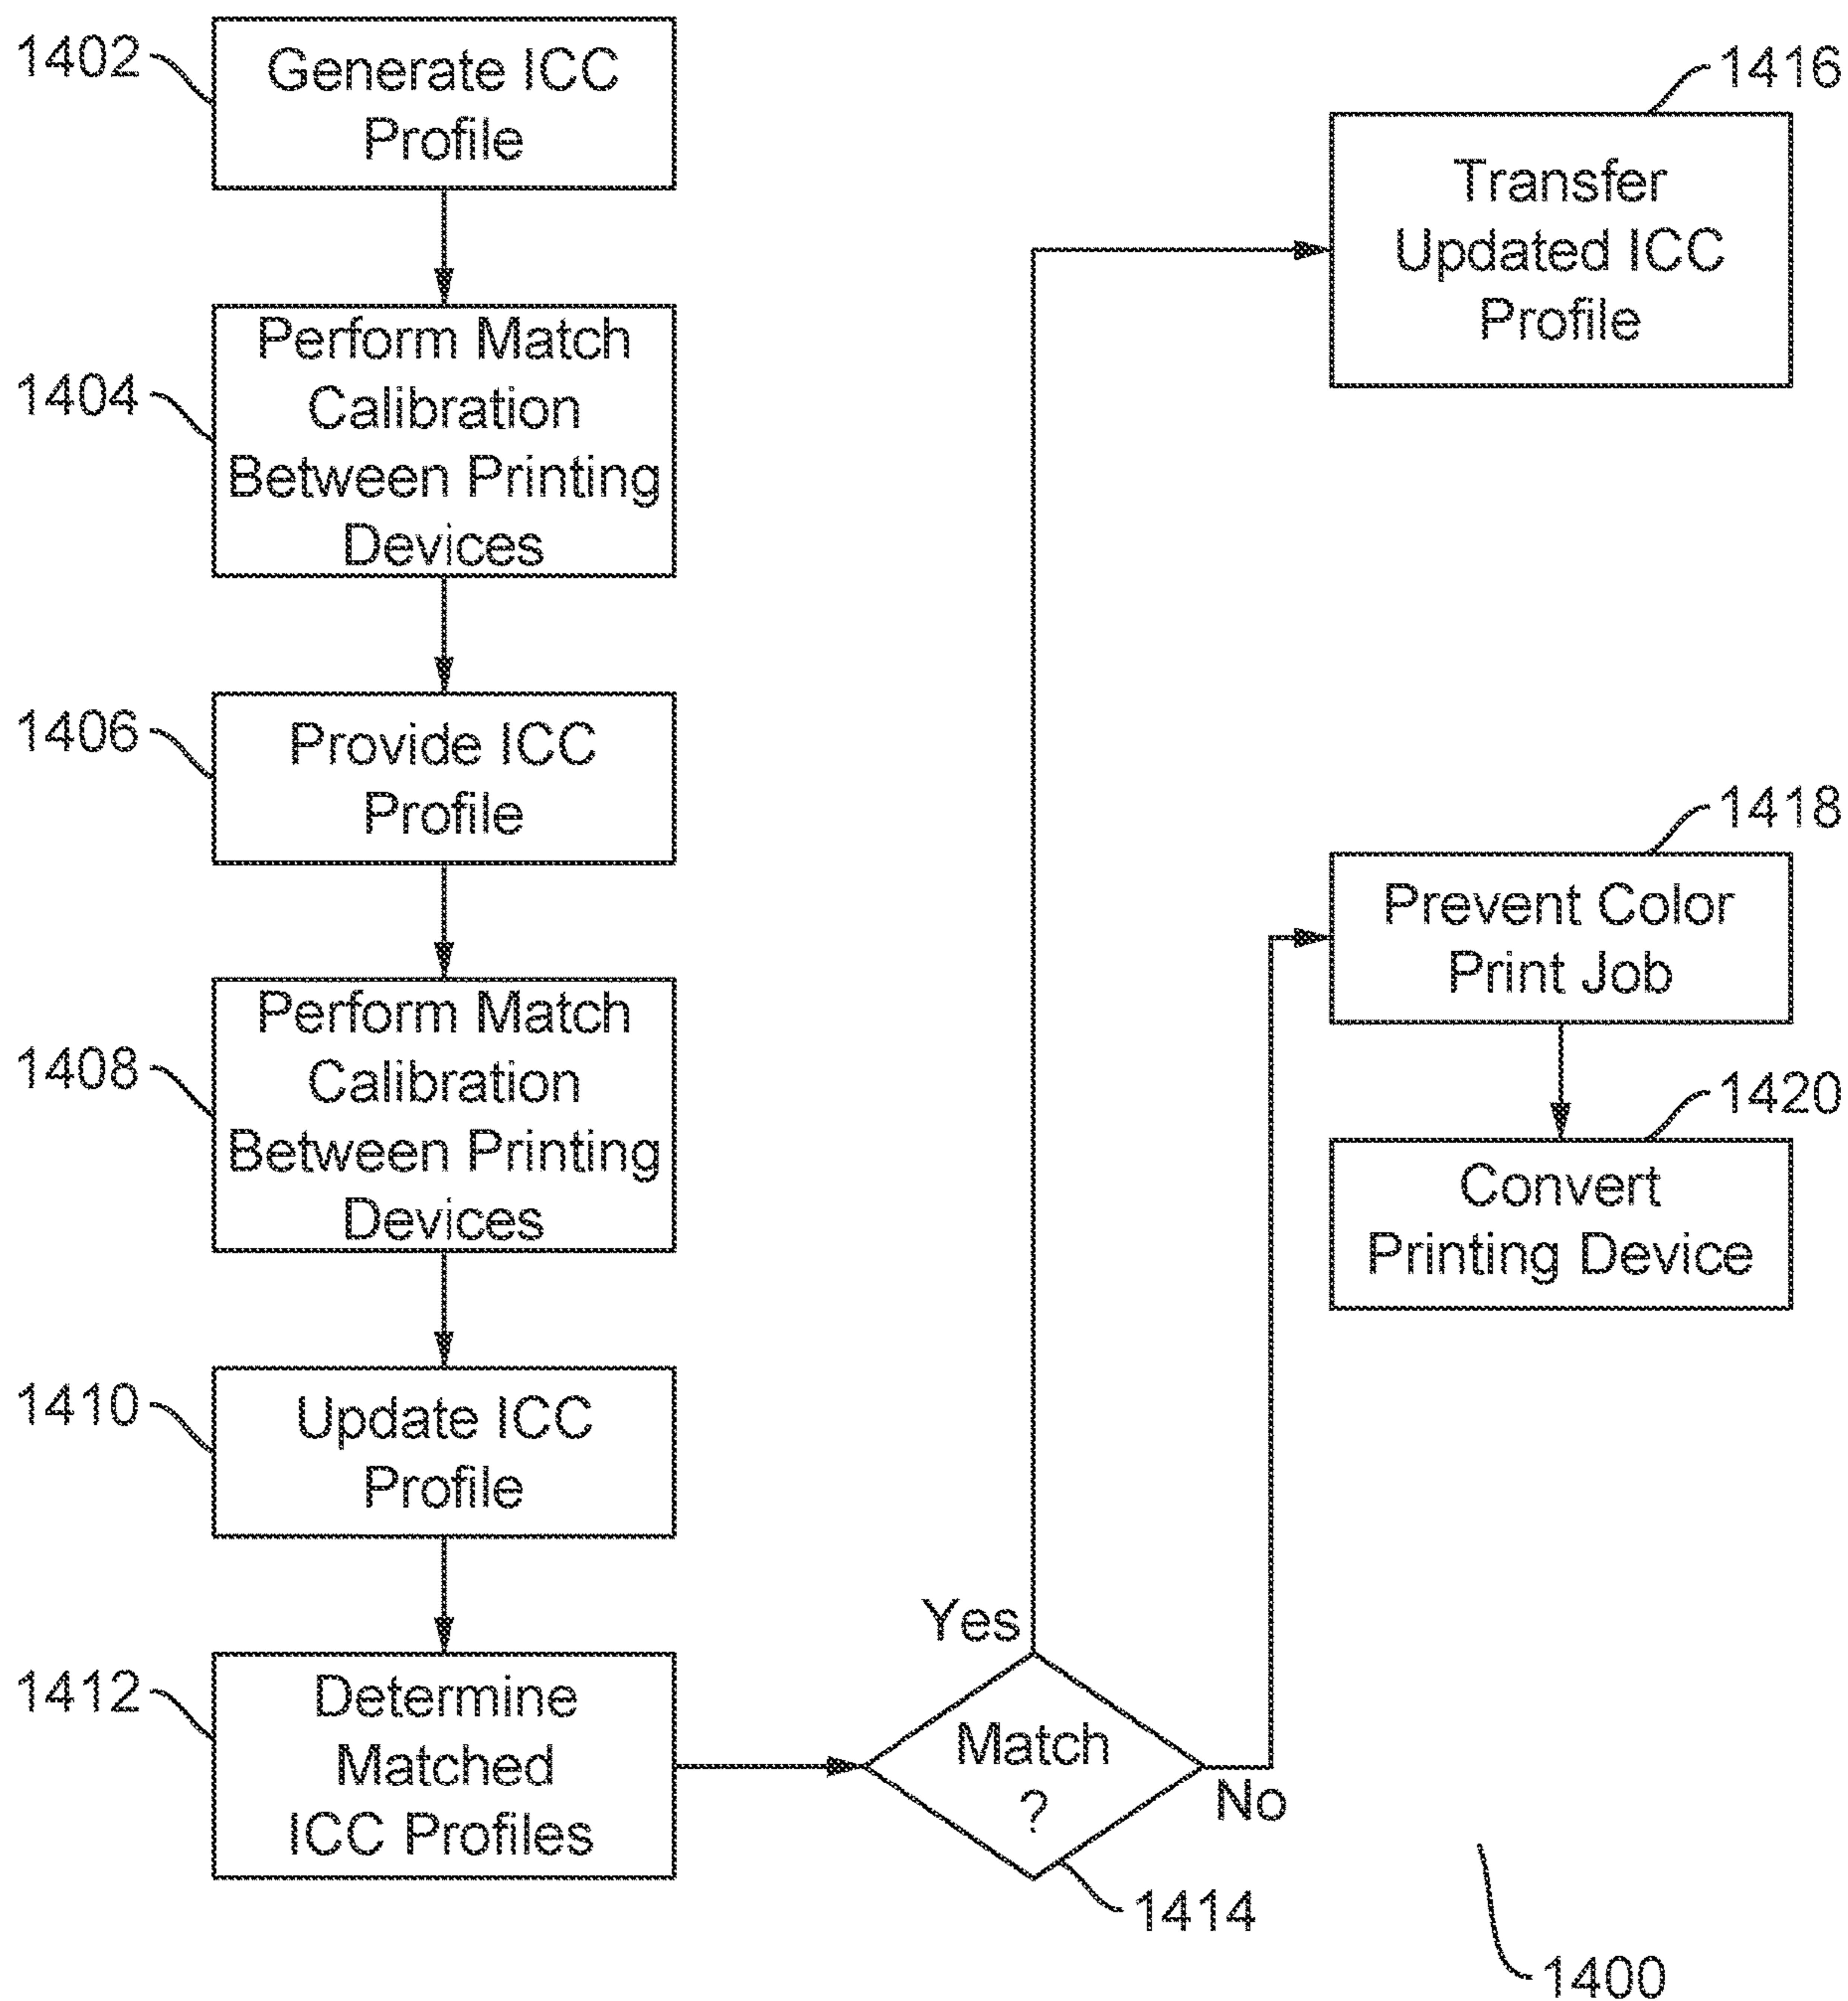 1402
Generate ICC
Profile
1404
Perform Match
Calibration
Between Printing
Devices
1406
Provide ICC
Profile
1408
Perform Match
Calibration
Between Printing
Devices
1410
Update ICC
Profile
1412
Determine
Matched
ICC Profiles
Match
?
1414
Yes
No
1416
Transfer
Updated ICC
Profile
1418
Prevent Color
Print Job
1420
Convert
Printing Device
1400